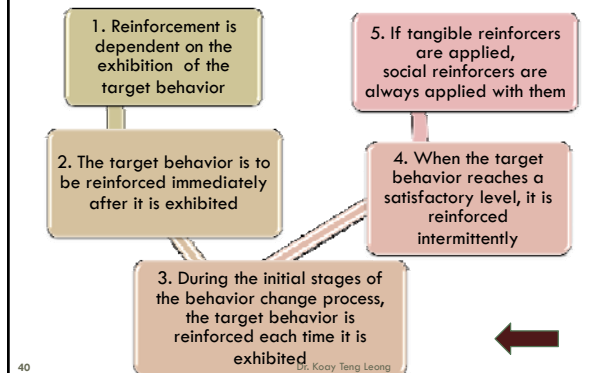 1. Reinforcement is
dependent on the
exhibition of the
target behavior
2. The target behavior is to
be reinforced immediately
after it is exhibited
3. During the initial stages of
the behavior change process,
the target behavior is
reinforced each time it is
exhibited
4. When the target
behavior reaches a
satisfactory level, it is
reinforced
intermittently
5. If tangible reinforcers
are applied,
social reinforcers are
always applied with them
40
Dr. Koay Teng Leong